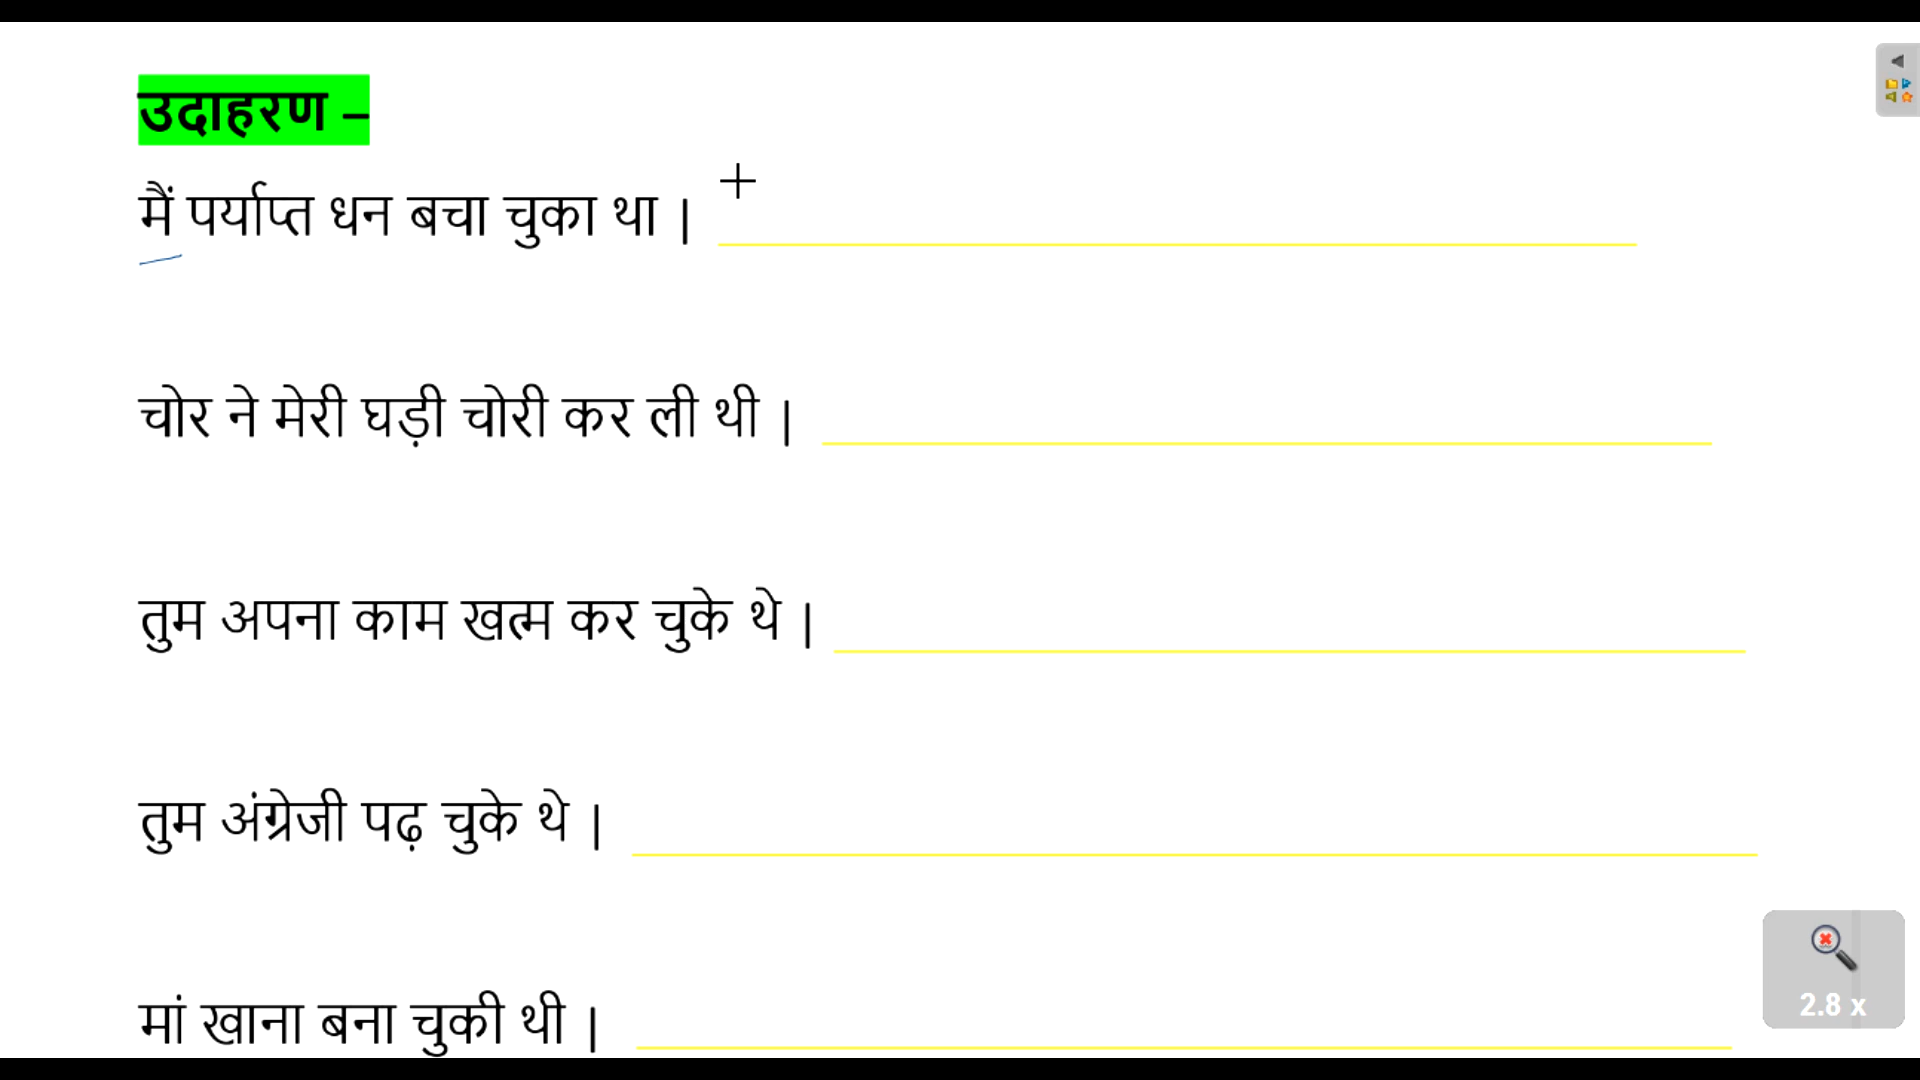 उदाहरण –
मैं पर्याप्त धन बचा चुका था |
चोर ने मेरी घड़ी चोरी कर ली थी |
तुम अपना काम खत्म कर चुके थे |
तुम अंग्रेजी पढ़ चुके थे |
मां खाना बना चुकी थी |
2.8 x